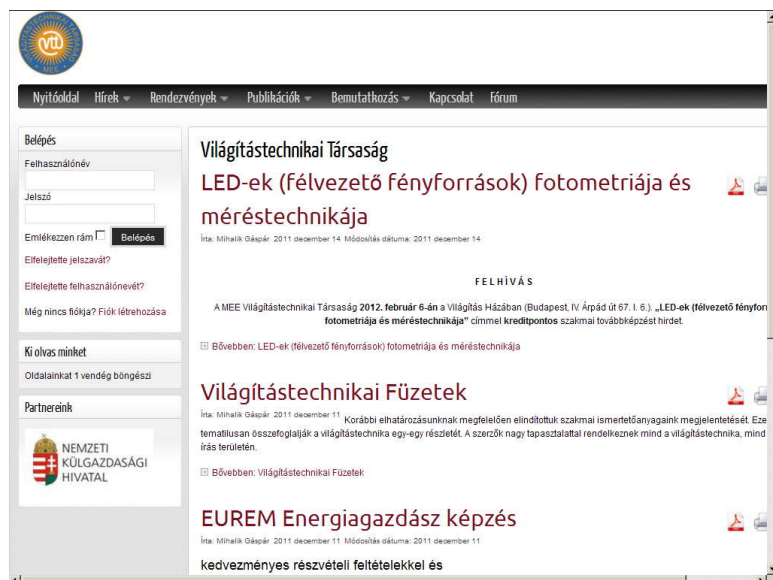 VILÁGÍTÁSTECHNIKAI TÁRSASÁG
vtt
MEE
Nyitóoldal Hírek Rendezvények Publikációk Bemutatkozás Kapcsolat Fórum
Belépés
Felhasználónév
Jelszó
Emlékezzen rám Belépés
Elfelejtette jelszavát?
Elfelejtette felhasználónevét?
Még nincs fiókja? Fiók létrehozása
Ki olvas minket
Oldalainkat 1 vendég böngészi
Partnereink
NEMZETI
KÜLGAZDASÁGI
HIVATAL
Világítástechnikai Társaság
LED-ek (félvezető fényforrások) fotometriája és
méréstechnikája
Írta: Mihalik Gáspár 2011 december 14 Módosítás dátuma: 2011 december 14
FELHÍVÁS
A MEE Világítástechnikai Társaság 2012. február 6-án a Világítás Házában (Budapest, IV. Árpád út 67. I. 6.). „LED-ek (félvezető fényforr
fotometriája és méréstechnikája" címmel kreditpontos szakmai továbbképzést hirdet.
Bővebben: LED-ek (félvezető fényforrások) fotometriája és méréstechnikája
Világítástechnikai Füzetek
Írta: Mihalik Gáspár 2011 december 11 Korábbi elhatározásunknak megfelelően elindítottuk szakmai ismertetőanyagaink megjelentetését. Eze
tematilusan összefoglalják a világítástechnika egy-egy részletét. A szerzők nagy tapasztalattal rendelkeznek mind a világítástechnika, mind
írás területén.
Bővebben: Világítástechnikai Füzetek
EUREM Energiagazdász képzés
Írta: Mihalik Gáspár 2011 december 11 Módosítás dátuma: 2011 december 11
kedvezményes részvételi feltételekkel és